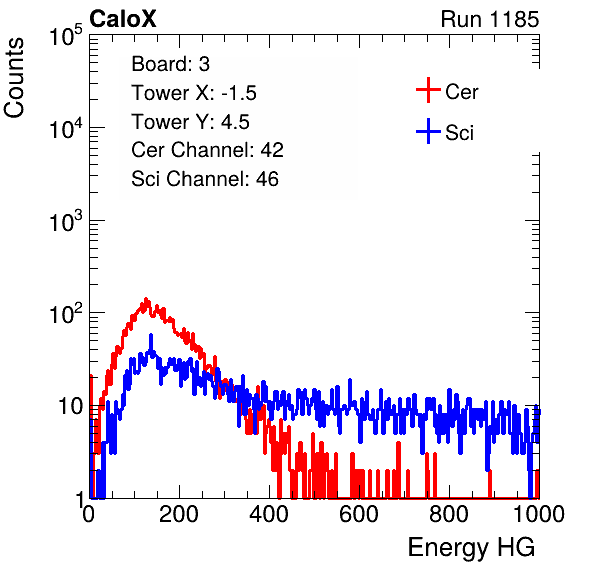 CaloX Run 1185
Counts
10^5
Board: 3
Tower X: -1.5
Tower Y: 4.5
Cer Channel: 42
Sci Channel: 46
Cer
Sci
10^4
10^3
10^2
10
1
0 200 400 600 800 1000
Energy HG